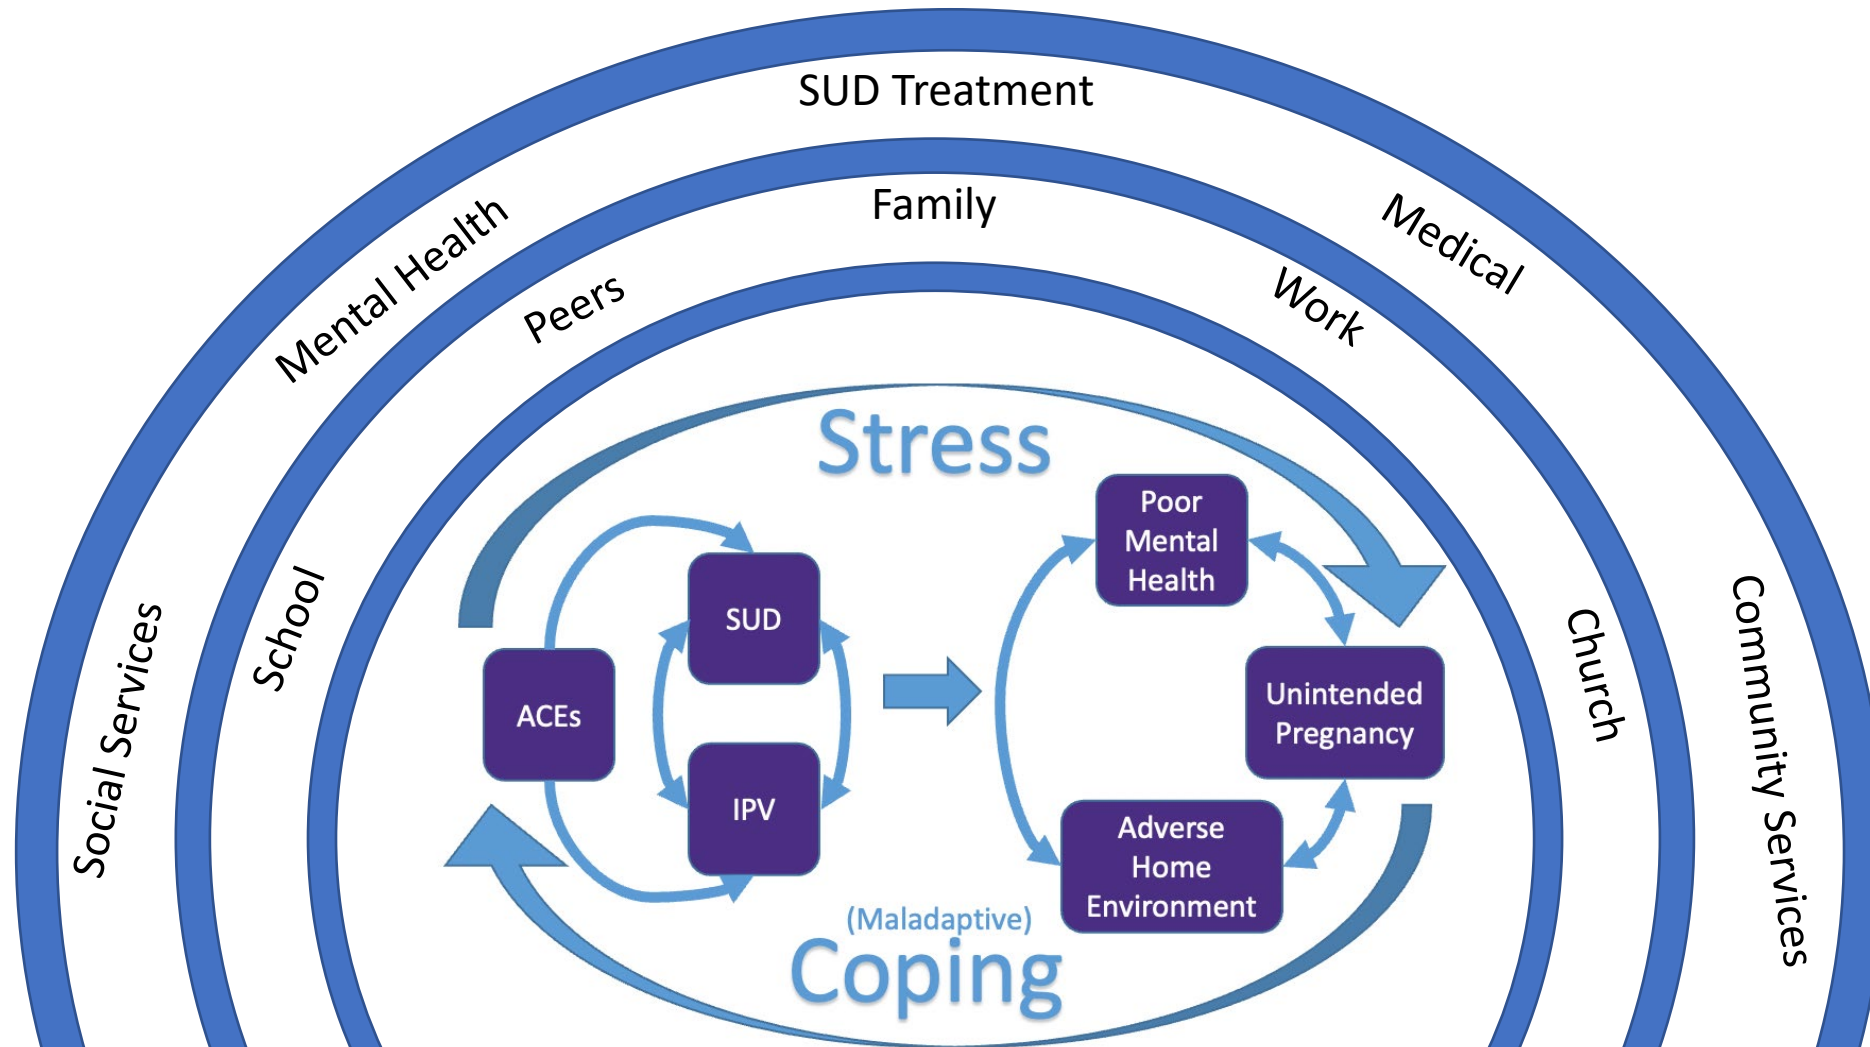 SUD Treatment
Mental Health
Medical
Social Services
Community Services
Family
Peers
Work
School
Church
Stress
ACEs
SUD
IPV
Poor
Mental
Health
Unintended
Pregnancy
Adverse
Home
Environment
(Maladaptive)
Coping